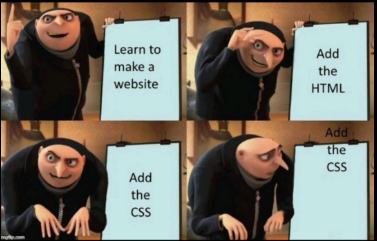 Learn to
make a
website
Add
the
HTML
Add
the
CSS
Add
the
CSS
imgflip.com